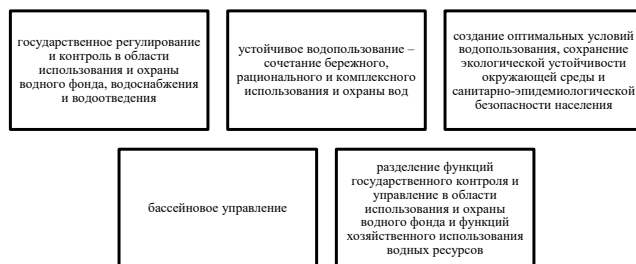 государственное регулирование
и контроль в области
использования и охраны
водного фонда, водоснабжения
и водоотведения
устойчивое водопользование –
сочетание бережного,
рационального и комплексного
использования и охраны вод
создание оптимальных условий
водопользования, сохранение
экологической устойчивости
окружающей среды и
санитарно-эпидемиологической
безопасности населения
бассейновое управление
разделение функций
государственного контроля и
управление в области
использования и охраны
водного фонда и функций
хозяйственного использования
водных ресурсов